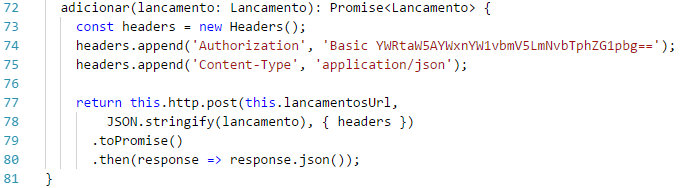 72 adicionar(lancamento: Lancamento): Promise<Lancamento> {
73 const headers = new Headers();
74 headers.append('Authorization', 'Basic YWRtaW5AYWxnYW1vbmV5LmNvbTphZG1pbg==');
75 headers.append('Content-Type', 'application/json');
76
77 return this.http.post(this.lancamentosUrl,
78 JSON.stringify(lancamento), { headers })
79 .toPromise()
80 .then(response => response.json());
81 }